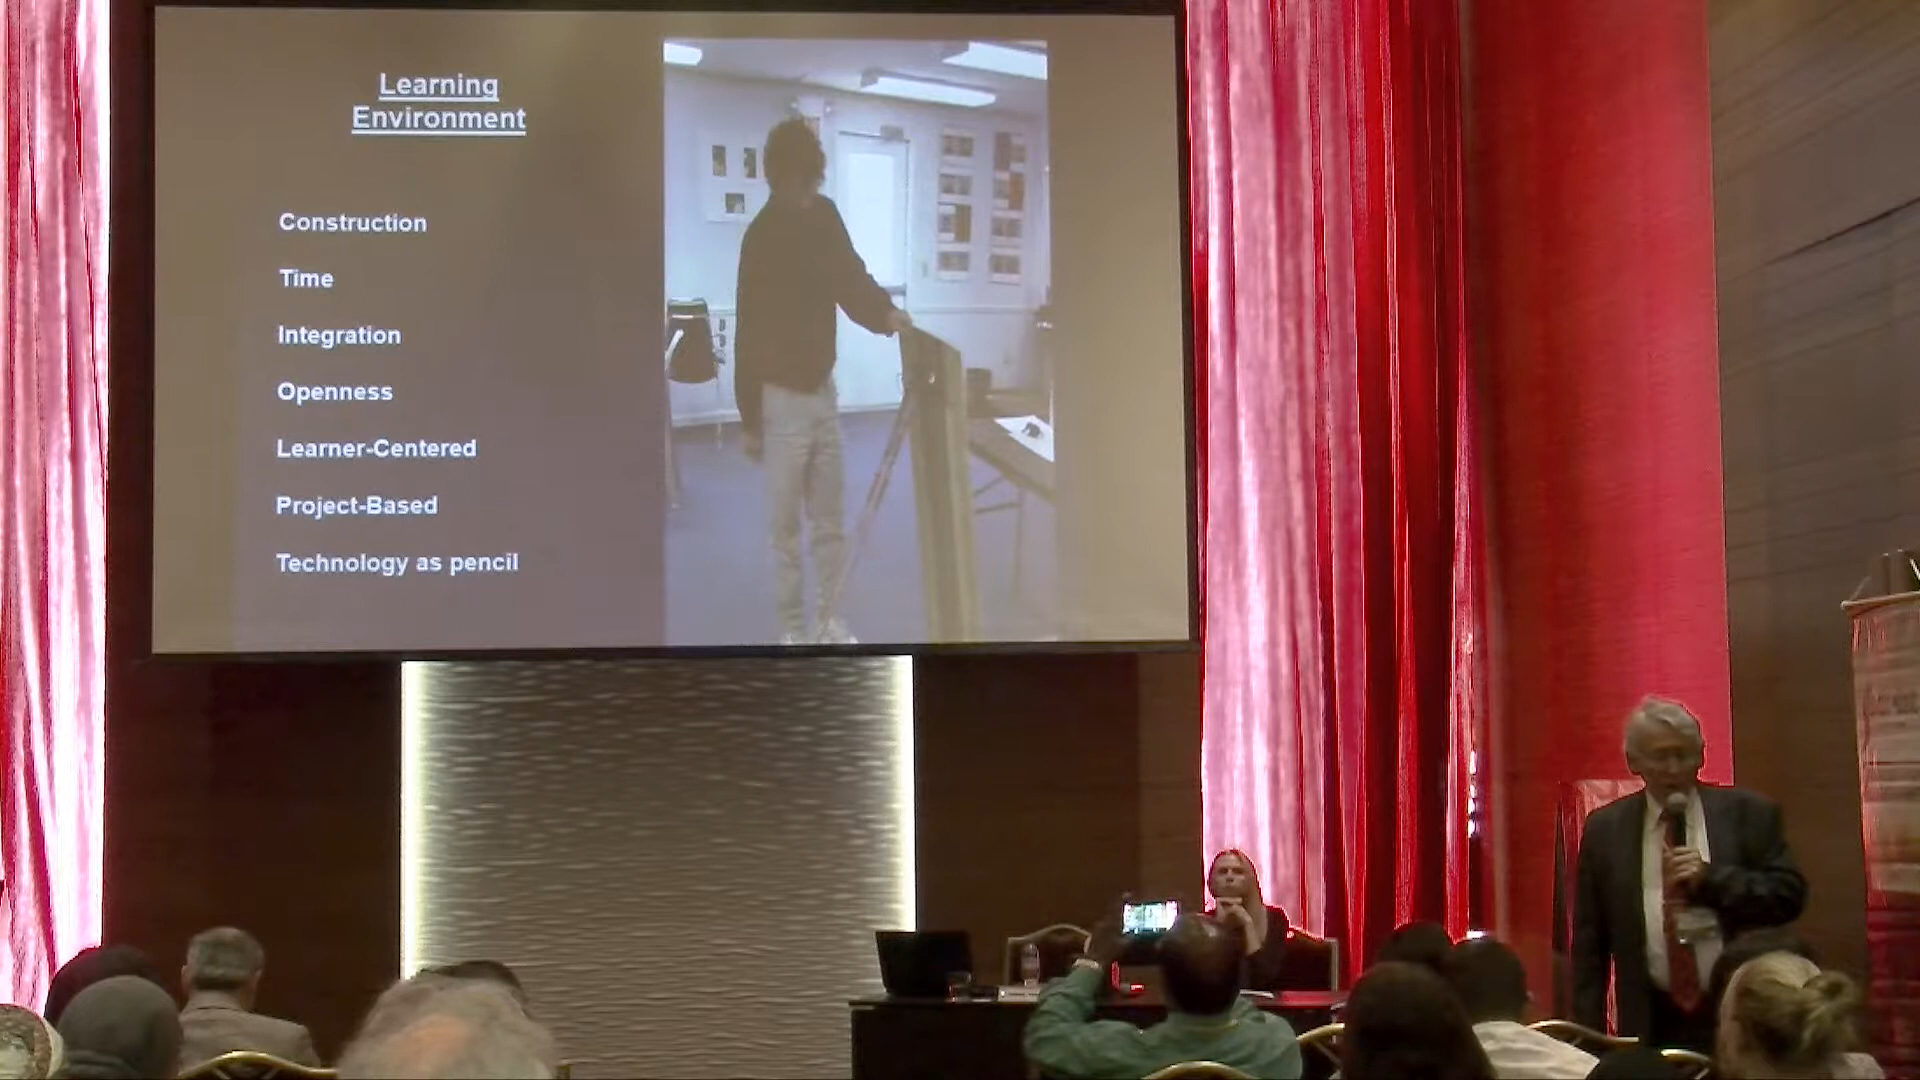 Learning
Environment
Construction
Time
Integration
Openness
Learner-Centered
Project-Based
Technology as pencil